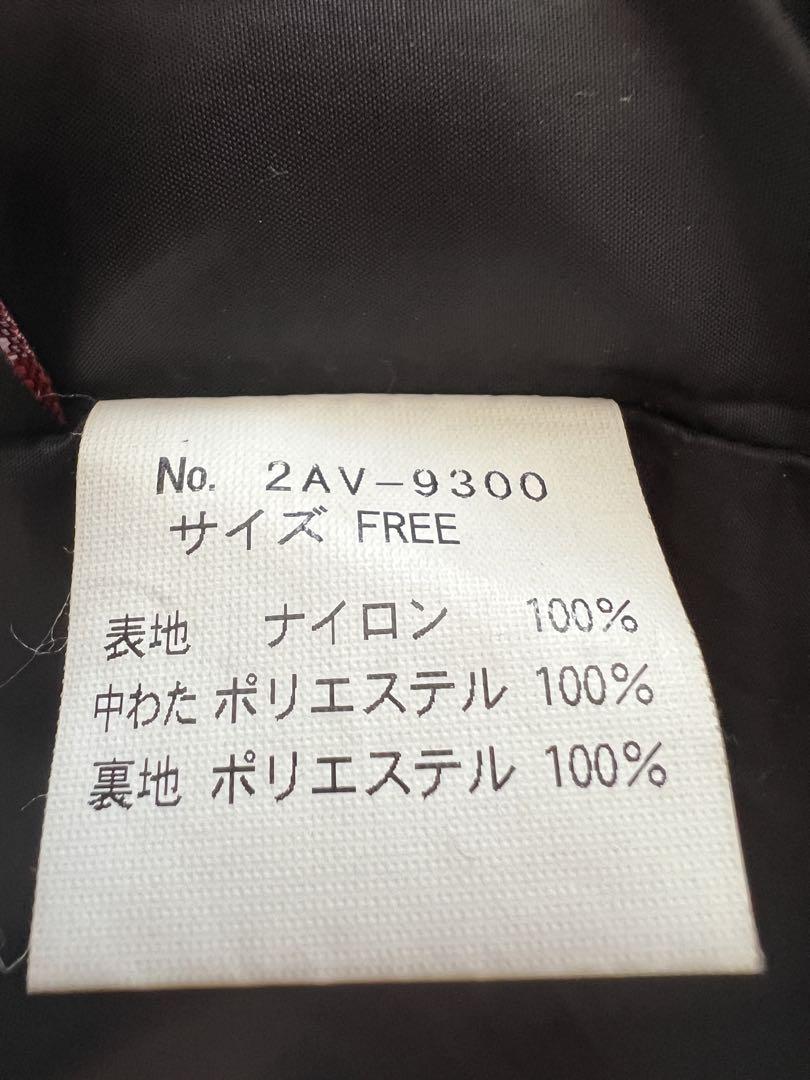 No. 2AV-9300
サイズ FREE
表地 ナイロン 100%
中わた ポリエステル 100%
裏地 ポリエステル 100%